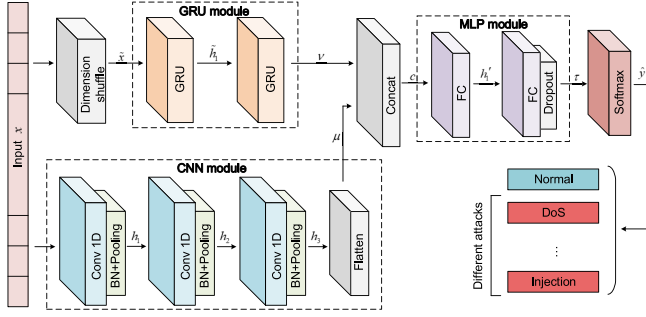 Input x
Dimension shuffle
x̃
GRU module
GRU
h̃₁
GRU
ν
Concat
c
MLP module
FC
h₁′
FC
Dropout
τ
Softmax
ŷ
μ
CNN module
Conv 1D
BN+Pooling
h₁
Conv 1D
BN+Pooling
h₂
Conv 1D
BN+Pooling
h₃
Flatten
Different attacks
Normal
DoS
⋮
Injection